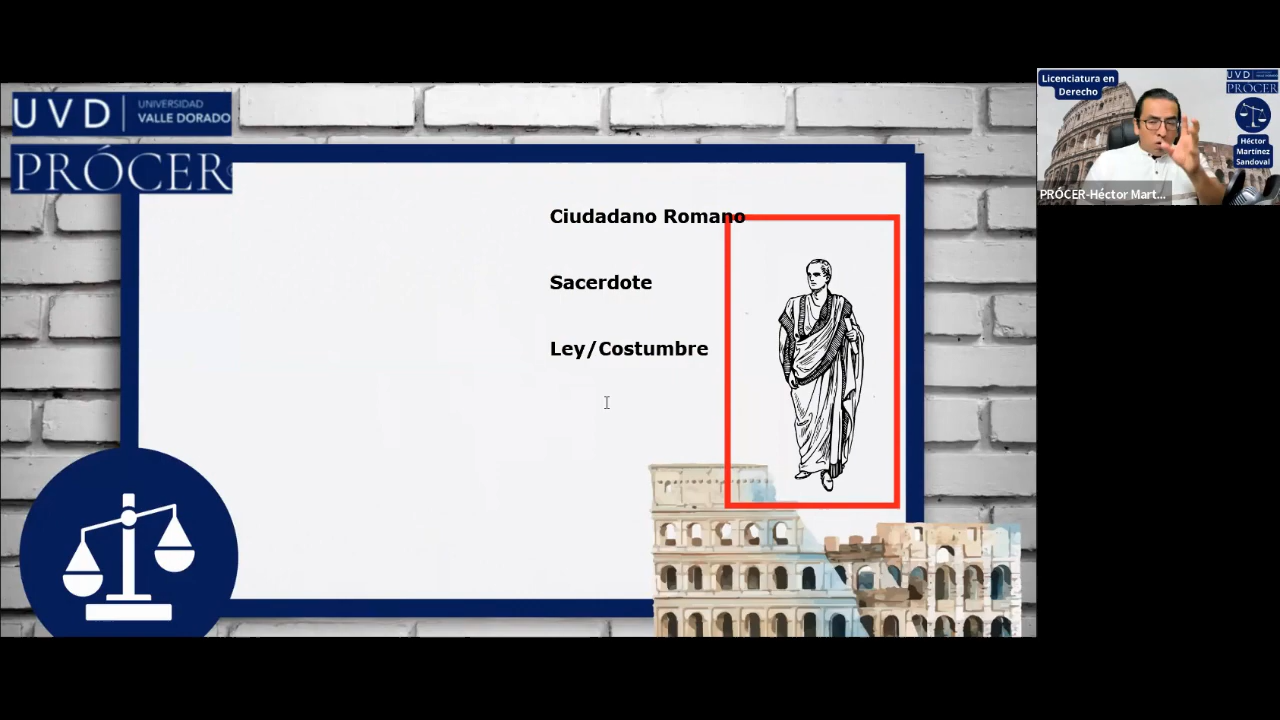 UVD
UNIVERSIDAD
VALLE DORADO
PRÓCER
Ciudadano Romano
Sacerdote
Ley/Costumbre
Licenciatura en
Derecho
UVD
PRÓCER
Héctor
Martínez
Sandoval
PRÓCER-Héctor Mart...